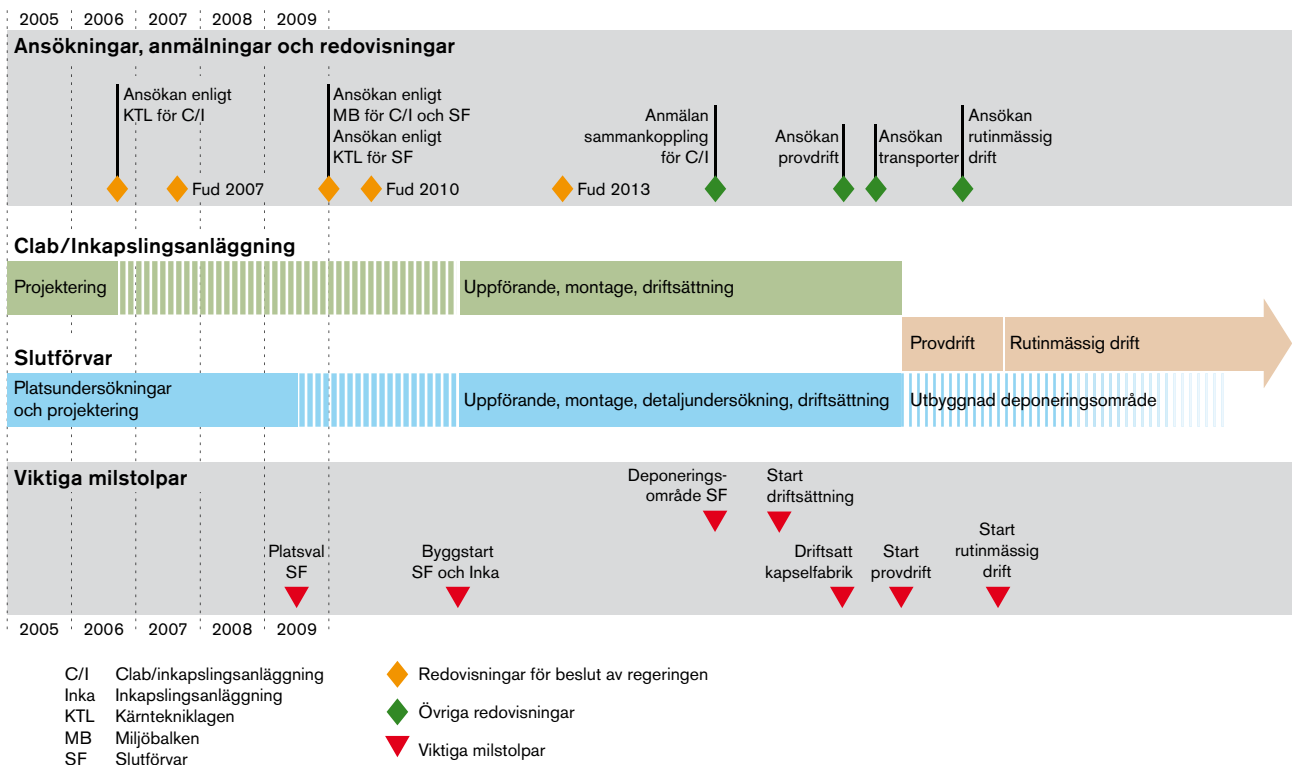 2005 2006 2007 2008 2009
Ansökningar, anmälningar och redovisningar
Ansökan enligt
KTL för C/I
Ansökan enligt
MB för C/I och SF
Ansökan enligt
KTL för SF
Anmälan
sammankoppling
för C/I
Ansökan
provdrift
Ansökan
transporter
Ansökan
rutinmässig
drift
Fud 2007
Fud 2010
Fud 2013
Clab/Inkapslingsanläggning
Projektering
Uppförande, montage, driftsättning
Provdrift
Rutinmässig drift
Slutförvar
Platsundersökningar
och projektering
Uppförande, montage, detaljundersökning, driftsättning
Utbyggnad deponeringsområde
Viktiga milstolpar
Deponerings-
område SF
Start
driftsättning
Platsval
SF
Byggstart
SF och Inka
Driftsatt
kapselfabrik
Start
provdrift
Start
rutinmässig
drift
2005 2006 2007 2008 2009
C/I Clab/inkapslingsanläggning
Inka Inkapslingsanläggning
KTL Kärntekniklagen
MB Miljöbalken
SF Slutförvar
Redovisningar för beslut av regeringen
Övriga redovisningar
Viktiga milstolpar